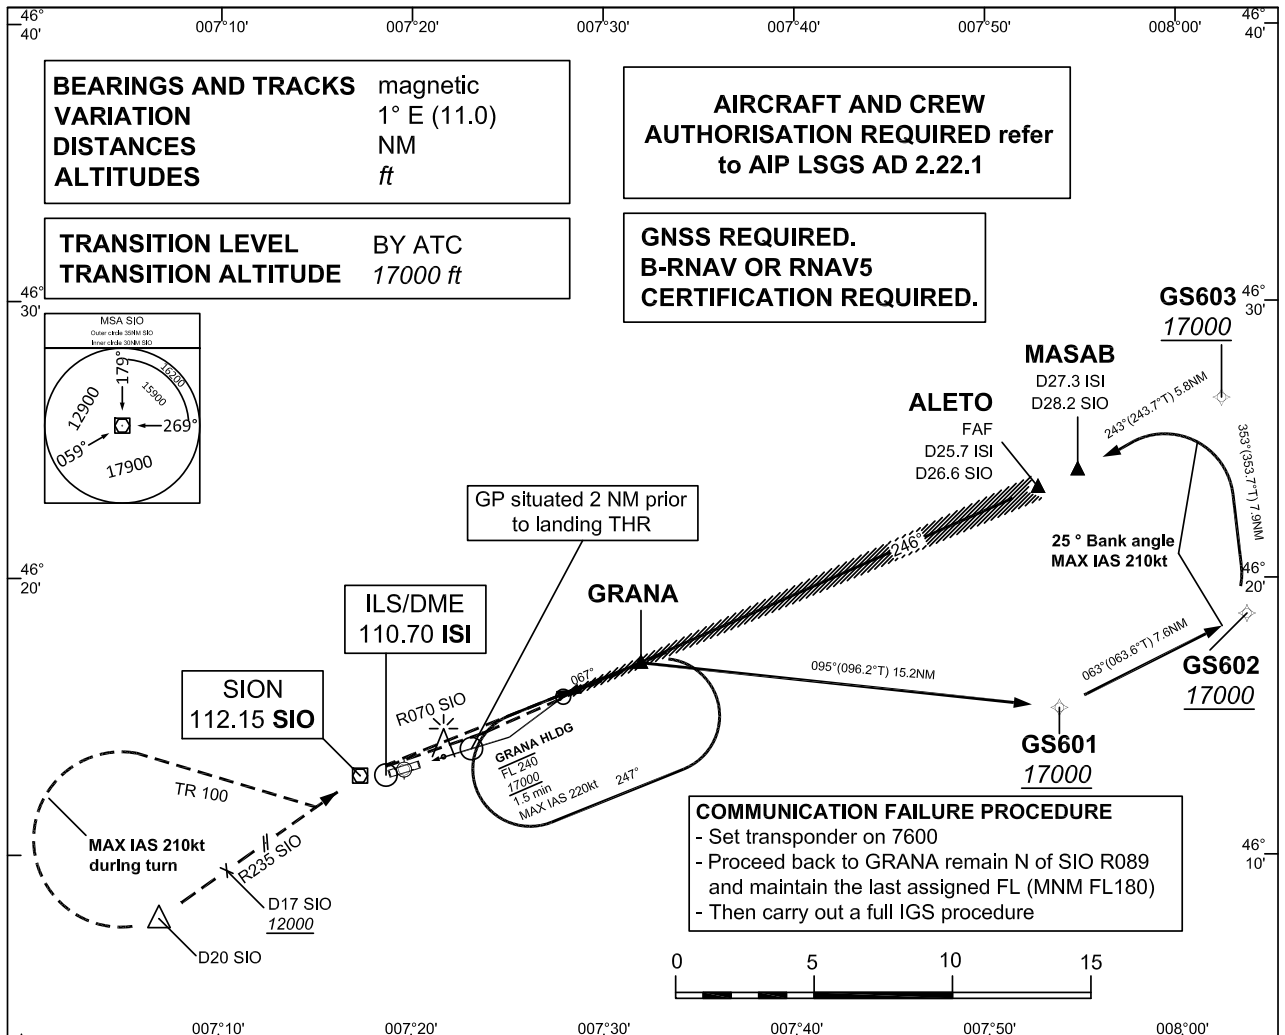 46°
40'
007°10'
007°20'
007°30'
007°40'
007°50'
008°00'
46°
40'
BEARINGS AND TRACKS magnetic
VARIATION 1° E (11.0)
DISTANCES NM
ALTITUDES ft
AIRCRAFT AND CREW
AUTHORISATION REQUIRED refer
to AIP LSGS AD 2.22.1
TRANSITION LEVEL BY ATC
TRANSITION ALTITUDE 17000 ft
GNSS REQUIRED.
B-RNAV OR RNAV5
CERTIFICATION REQUIRED.
46°
30'
46°
30'
GS603
17000
MSA SIO
Outer circle 35NM SIO
Inner circle 30NM SIO
179°
16200
15900
12900
269°
059°
17900
MASAB
D27.3 ISI
D28.2 SIO
243°(243.7°T) 5.8NM
ALETO
FAF
D25.7 ISI
D26.6 SIO
353°(353.7°T) 7.9NM
GP situated 2 NM prior
to landing THR
246°
25 ° Bank angle
MAX IAS 210kt
46°
20'
46°
20'
ILS/DME
110.70 ISI
GRANA
067°
095°(096.2°T) 15.2NM
063°(063.6°T) 7.6NM
GS602
17000
SION
112.15 SIO
R070 SIO
GRANA HLDG
FL 240
17000
1.5 min
MAX IAS 220kt 247°
GS601
17000
TR 100
MAX IAS 210kt
during turn
R235 SIO
D17 SIO
12000
D20 SIO
COMMUNICATION FAILURE PROCEDURE
- Set transponder on 7600
- Proceed back to GRANA remain N of SIO R089
and maintain the last assigned FL (MNM FL180)
- Then carry out a full IGS procedure
46°
10'
0 5 10 15
007°10'
007°20'
007°30'
007°40'
007°50'
008°00'